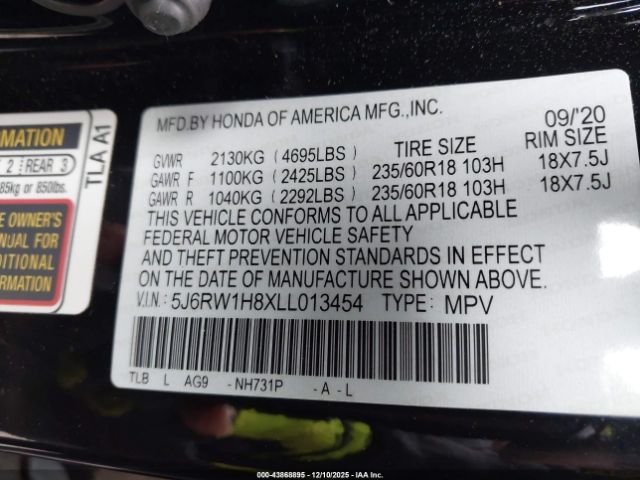 MFD.BY HONDA OF AMERICA MFG.,INC. 09/'20
TIRE SIZE RIM SIZE
GVWR 2130KG (4695LBS)
GAWR F 1100KG (2425LBS) 235/60R18 103H 18X7.5J
GAWR R 1040KG (2292LBS) 235/60R18 103H 18X7.5J
THIS VEHICLE CONFORMS TO ALL APPLICABLE
FEDERAL MOTOR VEHICLE SAFETY
AND THEFT PREVENTION STANDARDS IN EFFECT
ON THE DATE OF MANUFACTURE SHOWN ABOVE.
V.I.N: 5J6RW1H8XLL013454 TYPE: MPV
TLB L AG9 -NH731P -A -L
TLA A1
2 REAR 3
85kg or 850lbs.
OWNER'S
FOR
000-43868895 - 12/10/2025 - IAA Inc.